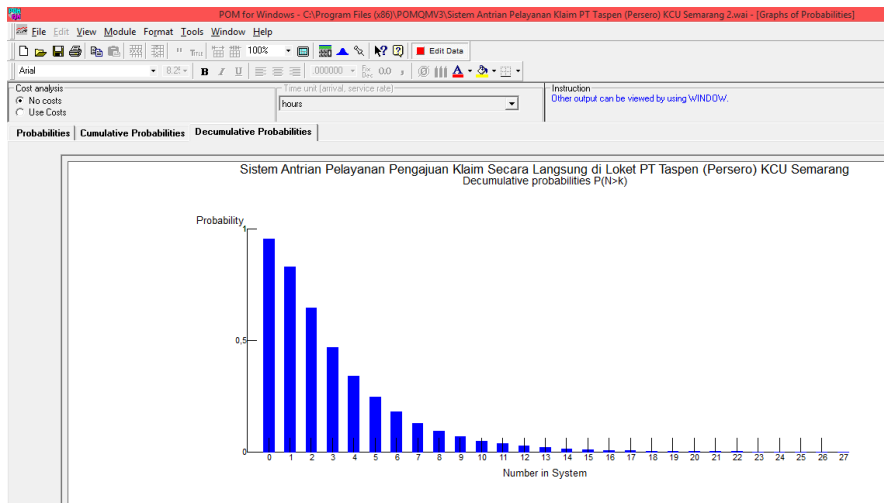 POM for Windows - C:\Program Files (x86)\POMQMV3\Sistem Antrian Pelayanan Klaim PT Taspen (Persero) KCU Semarang 2.wai - [Graphs of Probabilities]
File Edit View Module Format Tools Window Help
100% Edit Data
Arial 8.25 B I U .000000 0.0 ,
Cost analysis
No costs
Use Costs
Time unit (arrival, service rate)
hours
Instruction
Other output can be viewed by using WINDOW.
Probabilities Cumulative Probabilities Decumulative Probabilities
Sistem Antrian Pelayanan Pengajuan Klaim Secara Langsung di Loket PT Taspen (Persero) KCU Semarang
Decumulative probabilities P(N>k)
Probability
1
0,5
0
0 1 2 3 4 5 6 7 8 9 10 11 12 13 14 15 16 17 18 19 20 21 22 23 24 25 26 27
Number in System